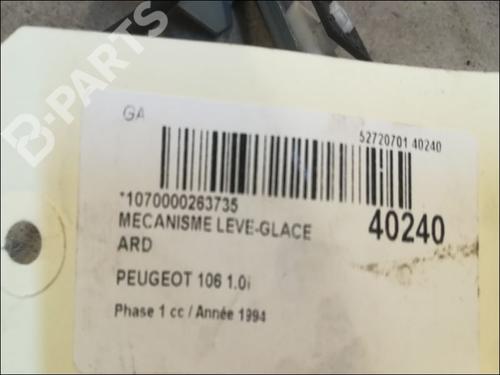 B-PARTS
GA
52720701 40240
*1070000263735
40240
MECANISME LEVE-GLACE
ARD
PEUGEOT 106 1.0i
Phase 1 cc / Année 1994